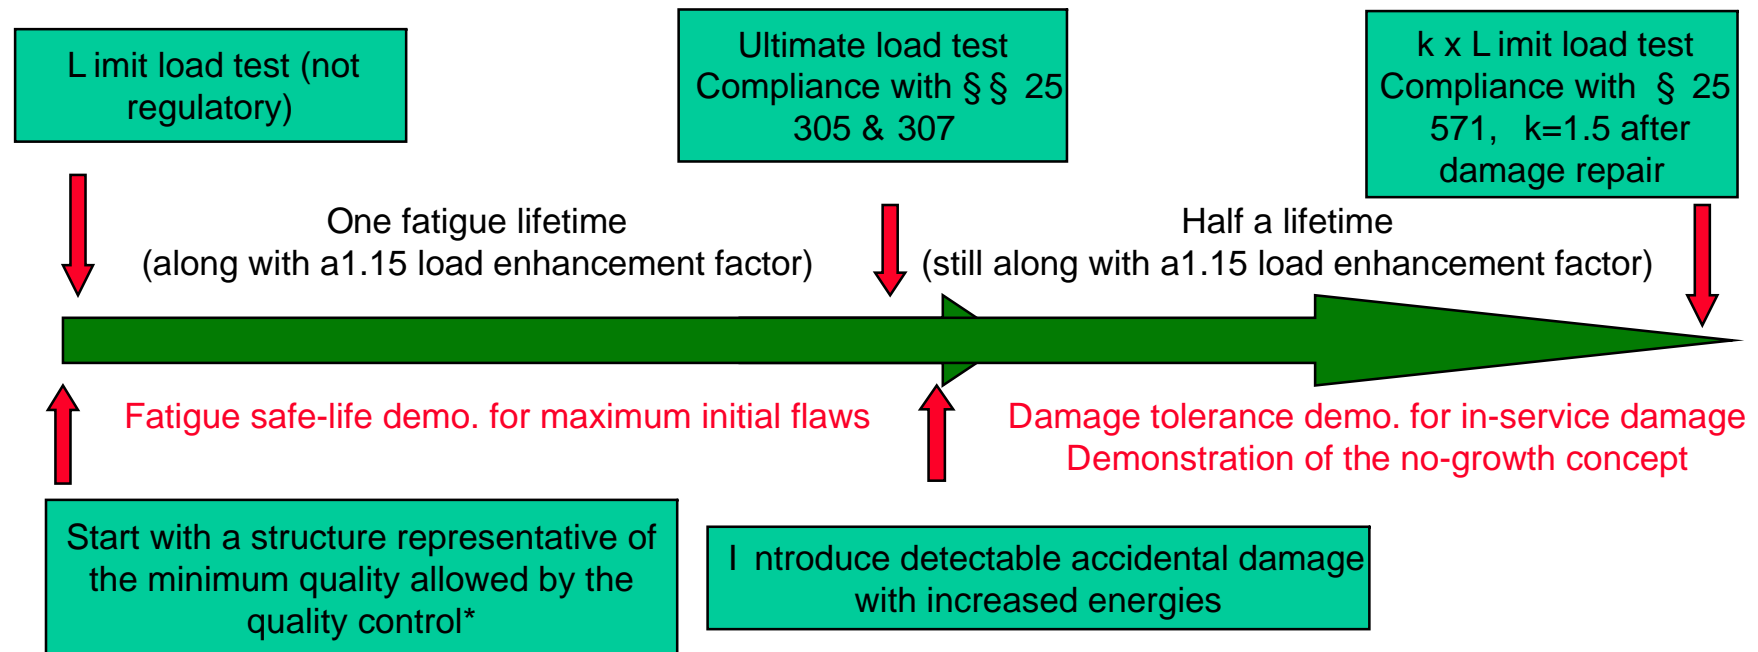 L imit load test (not
regulatory)
Ultimate load test
Compliance with § § 25
305 & 307
k x L imit load test
Compliance with § 25
571, k=1.5 after
damage repair
One fatigue lifetime
(along with a1.15 load enhancement factor)
Half a lifetime
(still along with a1.15 load enhancement factor)
Fatigue safe-life demo. for maximum initial flaws
Damage tolerance demo. for in-service damage
Demonstration of the no-growth concept
Start with a structure representative of
the minimum quality allowed by the
quality control*
I ntroduce detectable accidental damage
with increased energies